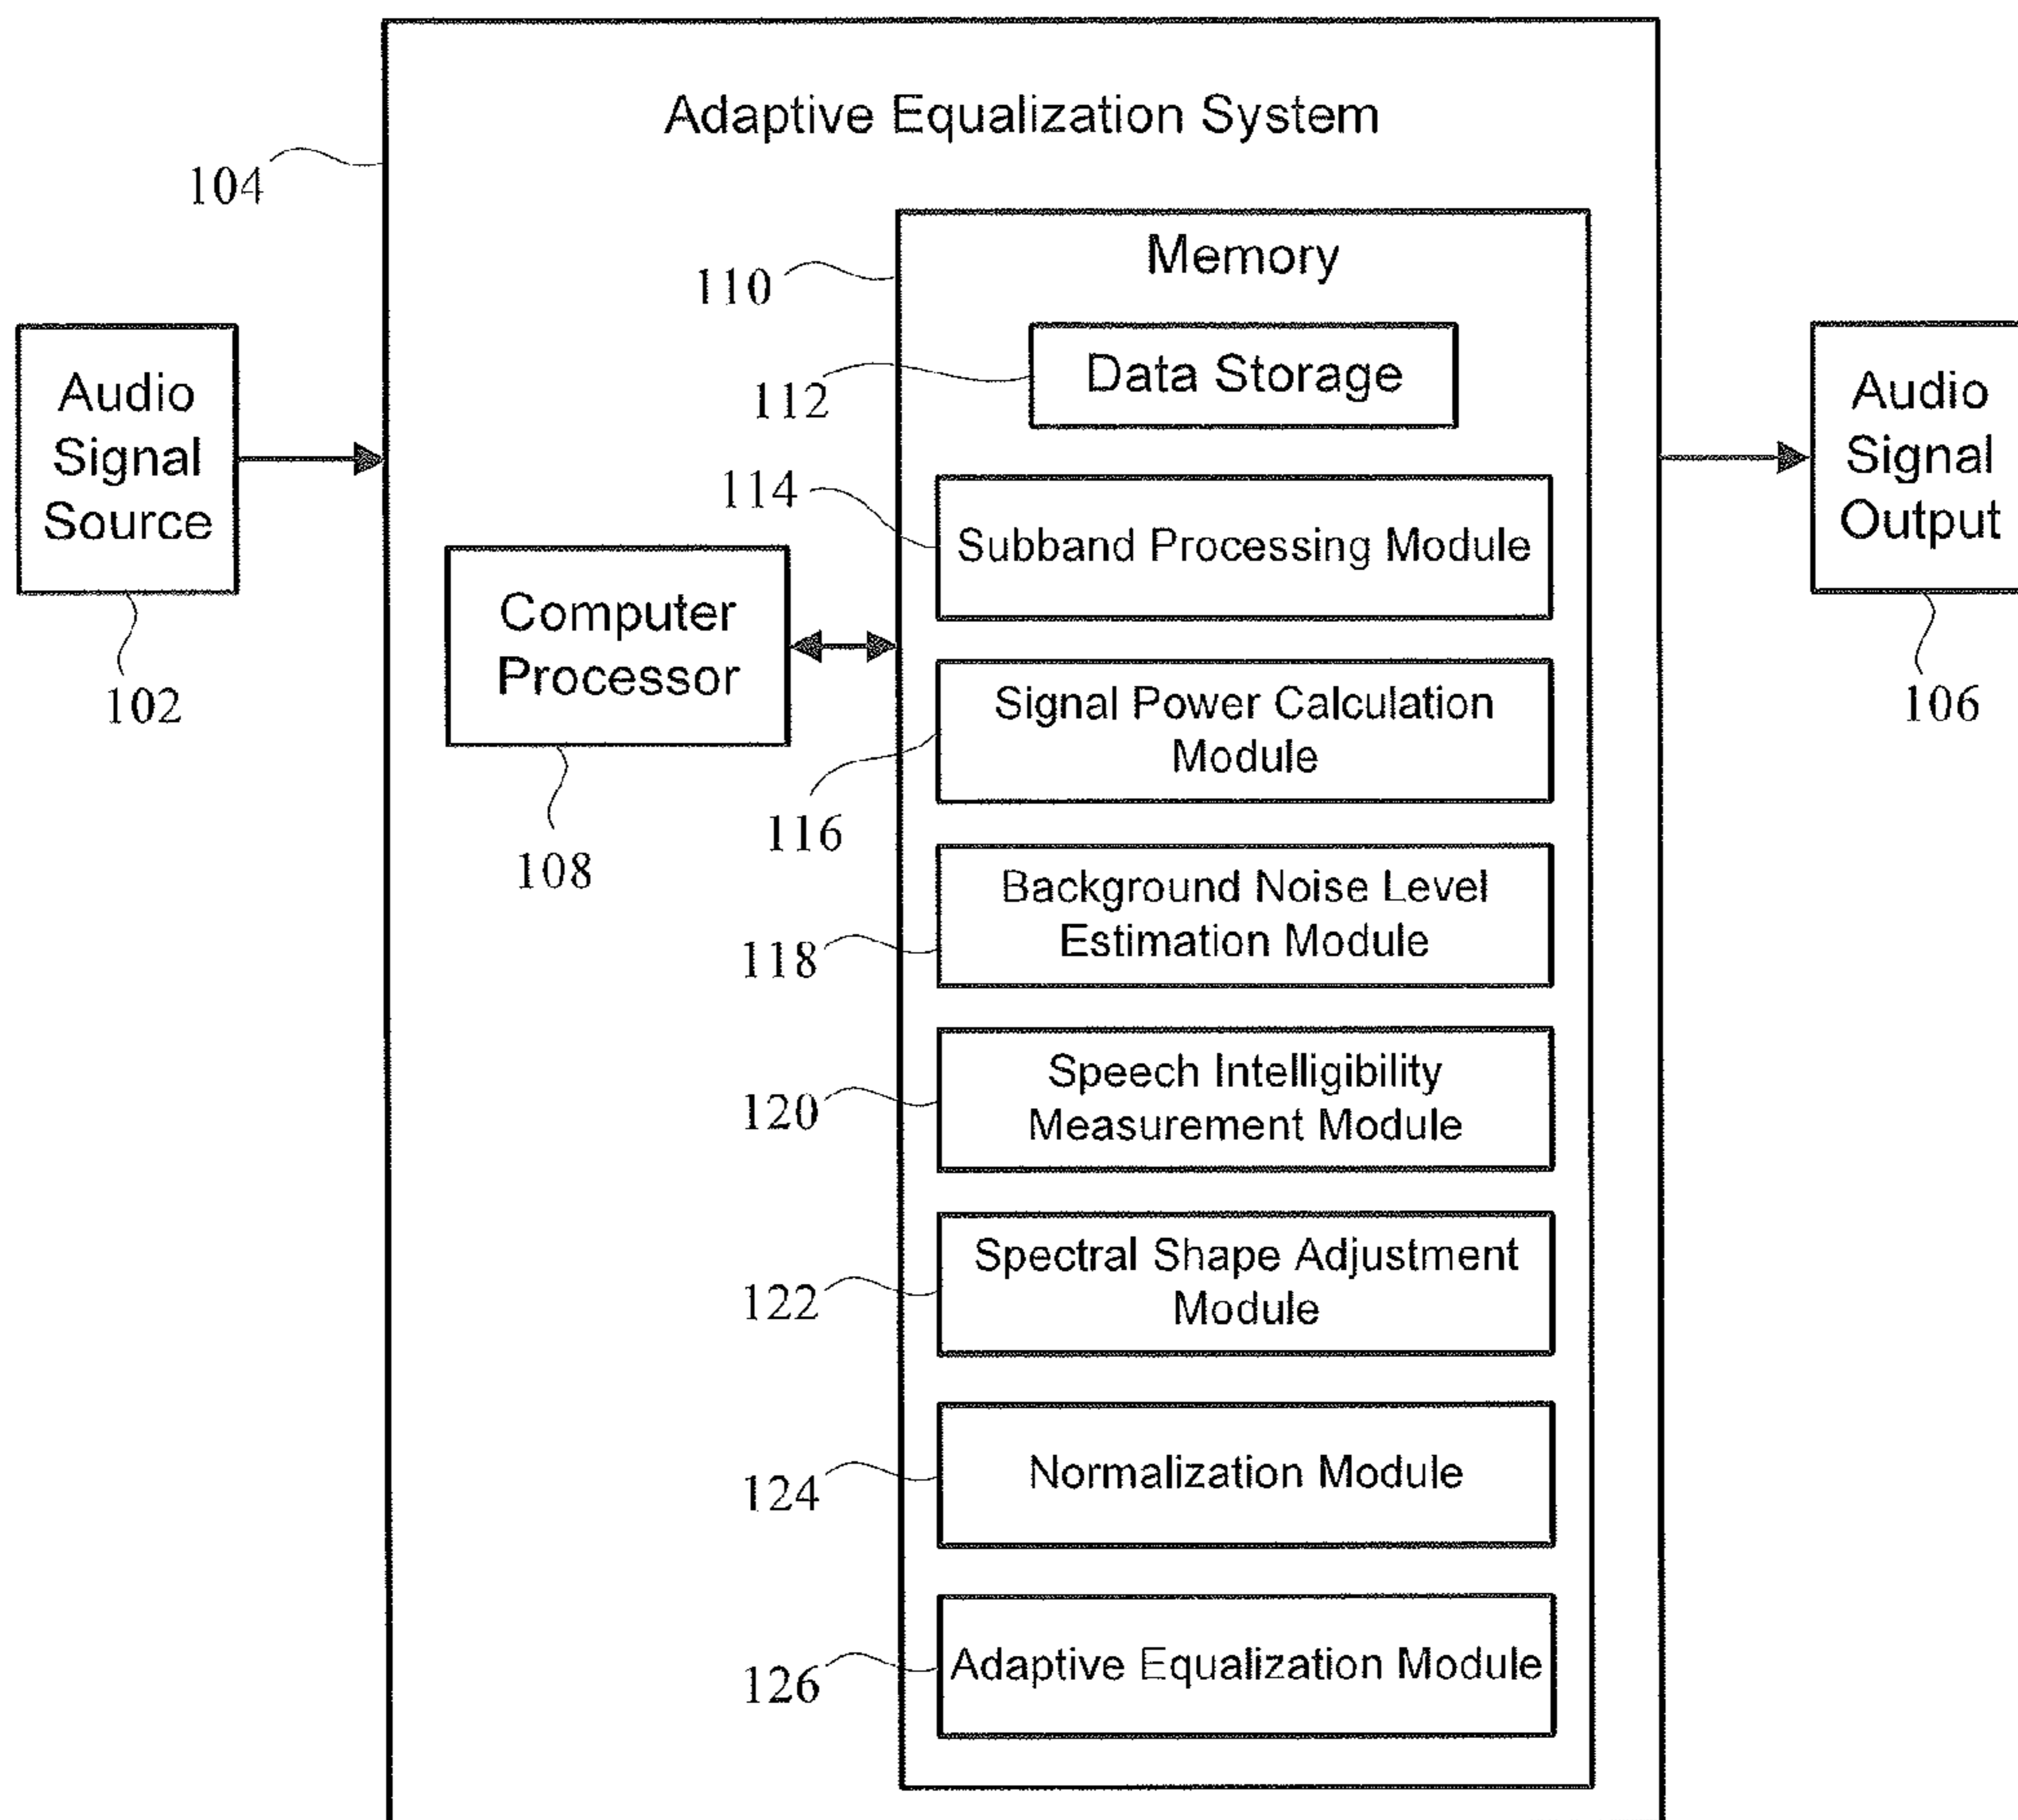 Adaptive Equalization System
104
Memory
110
Data Storage
112
Audio
Signal
Source
102
Audio
Signal
Output
106
Computer
Processor
108
114
Subband Processing Module
Signal Power Calculation
Module
116
Background Noise Level
Estimation Module
118
Speech Intelligibility
Measurement Module
120
Spectral Shape Adjustment
Module
122
Normalization Module
124
Adaptive Equalization Module
126